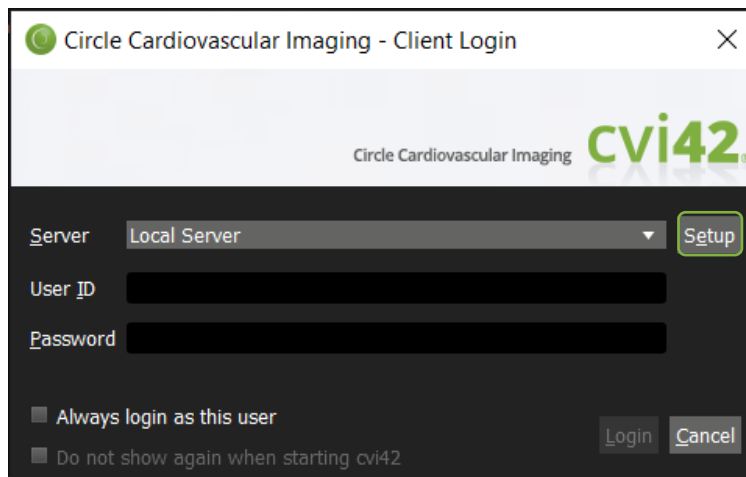 Circle Cardiovascular Imaging - Client Login
Circle Cardiovascular Imaging cvi42
Server Local Server Setup
User ID
Password
Always login as this user
Login Cancel
Do not show again when starting cvi42